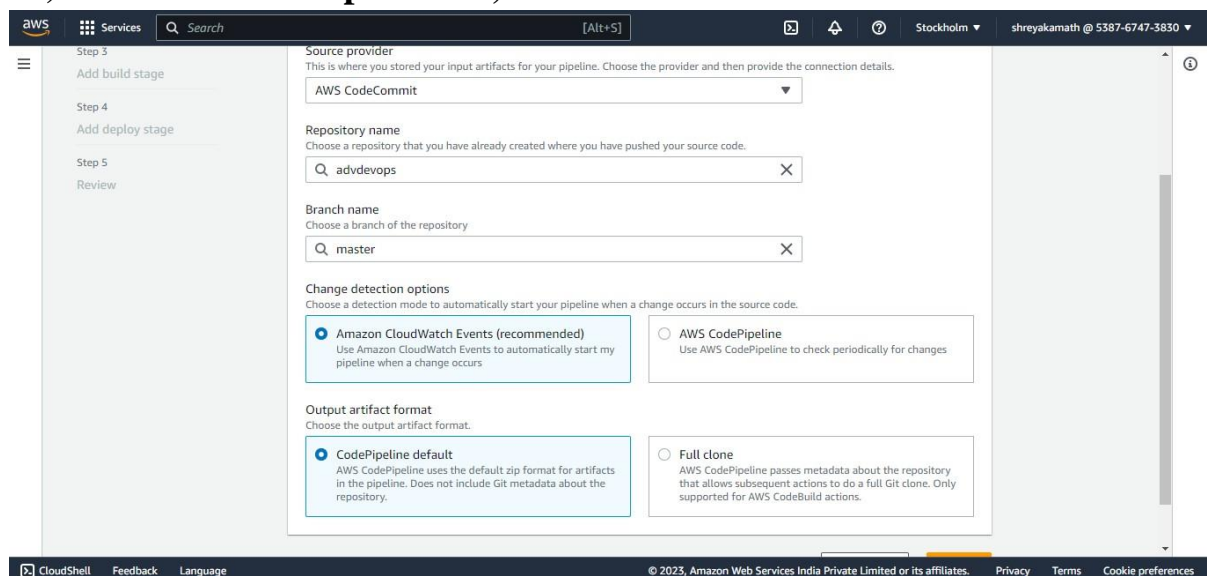 aws
Services
Search
[Alt+S]
Stockholm ▼
shreyakamath @ 5387-6747-3830 ▼
Step 3
Add build stage
Step 4
Add deploy stage
Step 5
Review
Source provider
This is where you stored your input artifacts for your pipeline. Choose the provider and then provide the connection details.
AWS CodeCommit
Repository name
Choose a repository that you have already created where you have pushed your source code.
advdevops
Branch name
Choose a branch of the repository
master
Change detection options
Choose a detection mode to automatically start your pipeline when a change occurs in the source code.
Amazon CloudWatch Events (recommended)
Use Amazon CloudWatch Events to automatically start my
pipeline when a change occurs
AWS CodePipeline
Use AWS CodePipeline to check periodically for changes
Output artifact format
Choose the output artifact format.
CodePipeline default
AWS CodePipeline uses the default zip format for artifacts
in the pipeline. Does not include Git metadata about the
repository.
Full clone
AWS CodePipeline passes metadata about the repository
that allows subsequent actions to do a full Git clone. Only
supported for AWS CodeBuild actions.
CloudShell
Feedback
Language
© 2023, Amazon Web Services India Private Limited or its affiliates.
Privacy
Terms
Cookie preferences